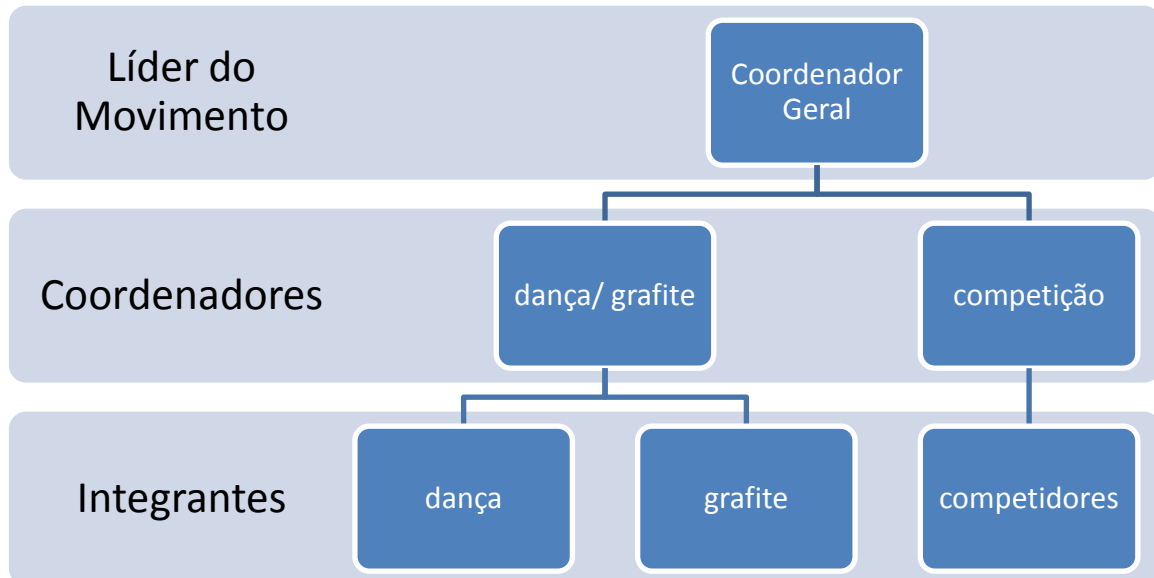 Líder do
Movimento
Coordenador
Geral
Coordenadores
dança/ grafite
competição
Integrantes
dança
grafite
competidores